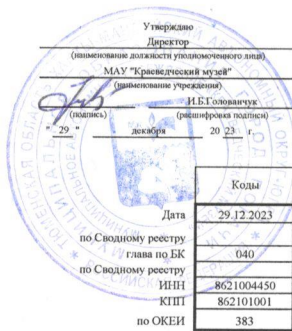 Утверждаю
Директор
(наименование должности уполномоченного лица)
МАУ "Краеведческий музей"
(наименование учреждения)
И.Б.Голованчук
(подпись) (расшифровка подписи)
" 29 " декабря 20 23 г.
Коды
Дата 29.12.2023
по Сводному реестру
глава по БК 040
по Сводному реестру
ИНН 8621004450
КПП 862101001
по ОКЕИ 383